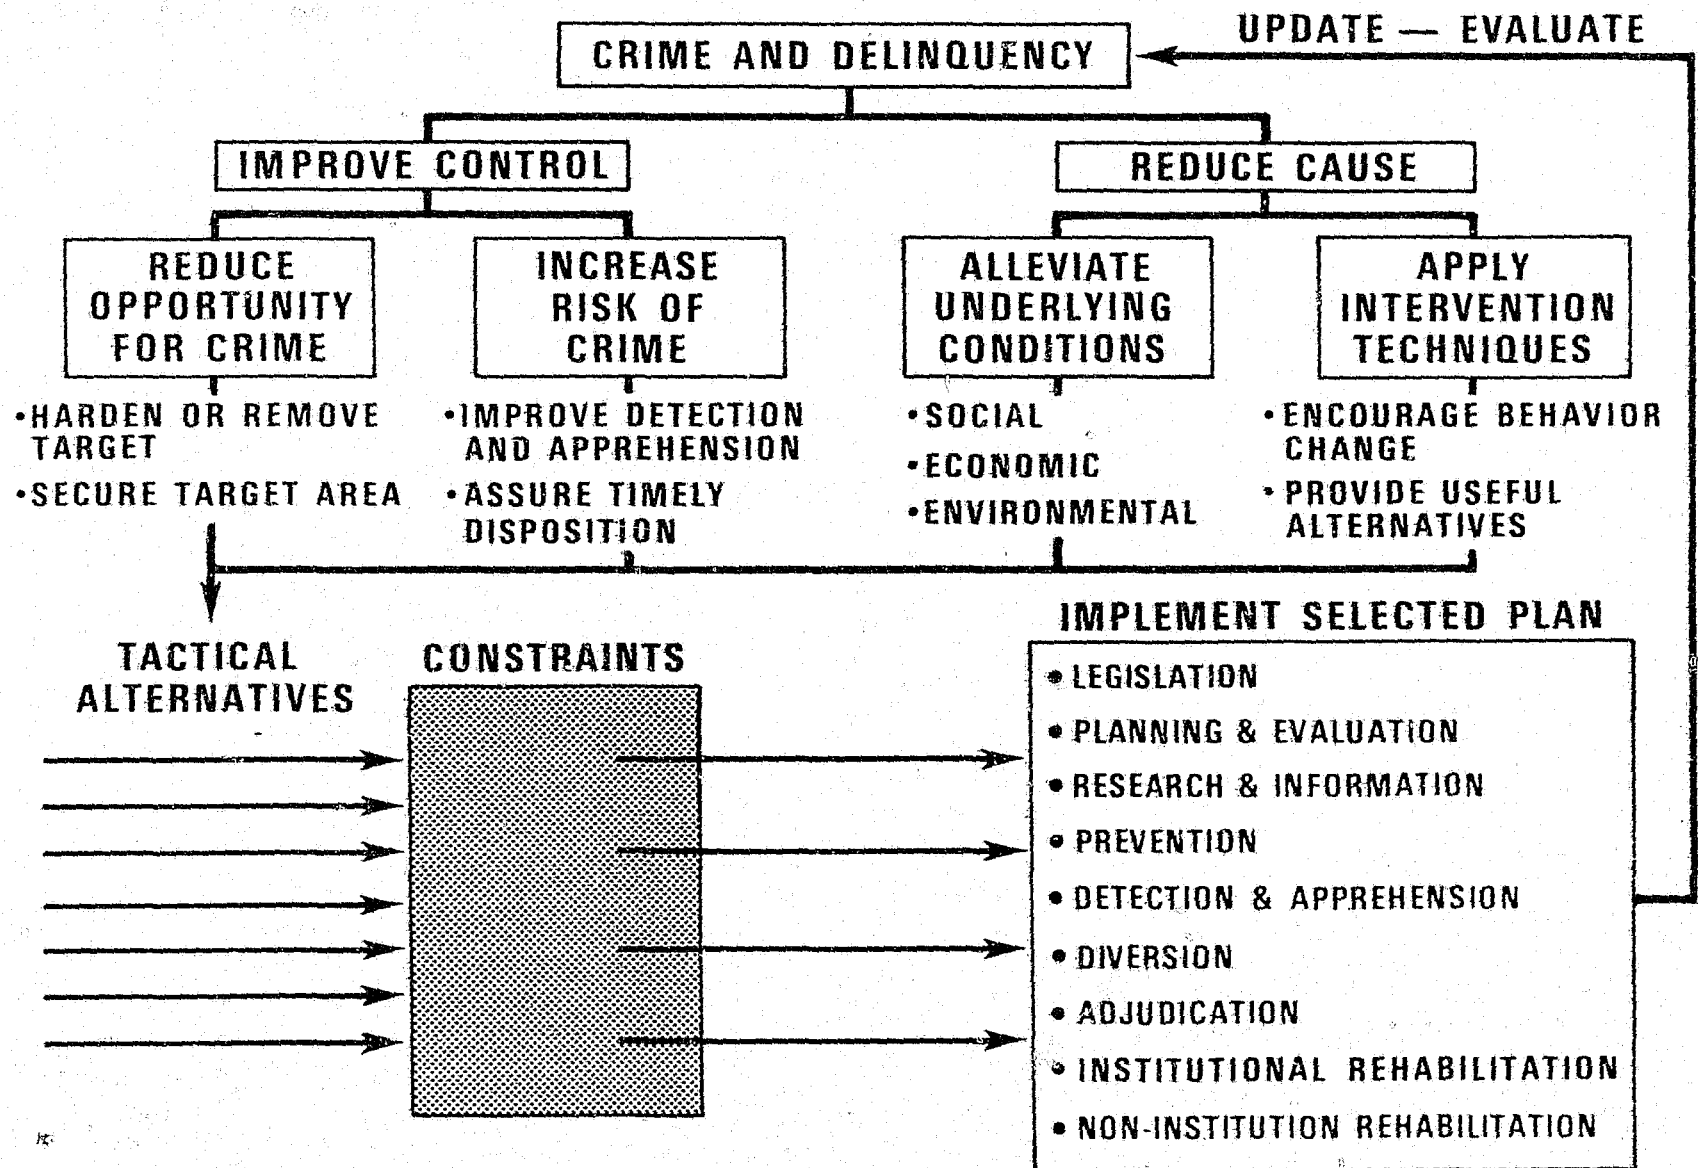 UPDATE — EVALUATE
CRIME AND DELINQUENCY
IMPROVE CONTROL
REDUCE CAUSE
REDUCE
OPPORTUNITY
FOR CRIME
INCREASE
RISK OF
CRIME
ALLEVIATE
UNDERLYING
CONDITIONS
APPLY
INTERVENTION
TECHNIQUES
•HARDEN OR REMOVE
TARGET
•SECURE TARGET AREA
•IMPROVE DETECTION
AND APPREHENSION
•ASSURE TIMELY
DISPOSITION
•SOCIAL
•ECONOMIC
•ENVIRONMENTAL
•ENCOURAGE BEHAVIOR
CHANGE
•PROVIDE USEFUL
ALTERNATIVES
TACTICAL
ALTERNATIVES
CONSTRAINTS
IMPLEMENT SELECTED PLAN
• LEGISLATION
• PLANNING & EVALUATION
• RESEARCH & INFORMATION
• PREVENTION
• DETECTION & APPREHENSION
• DIVERSION
• ADJUDICATION
• INSTITUTIONAL REHABILITATION
• NON-INSTITUTION REHABILITATION